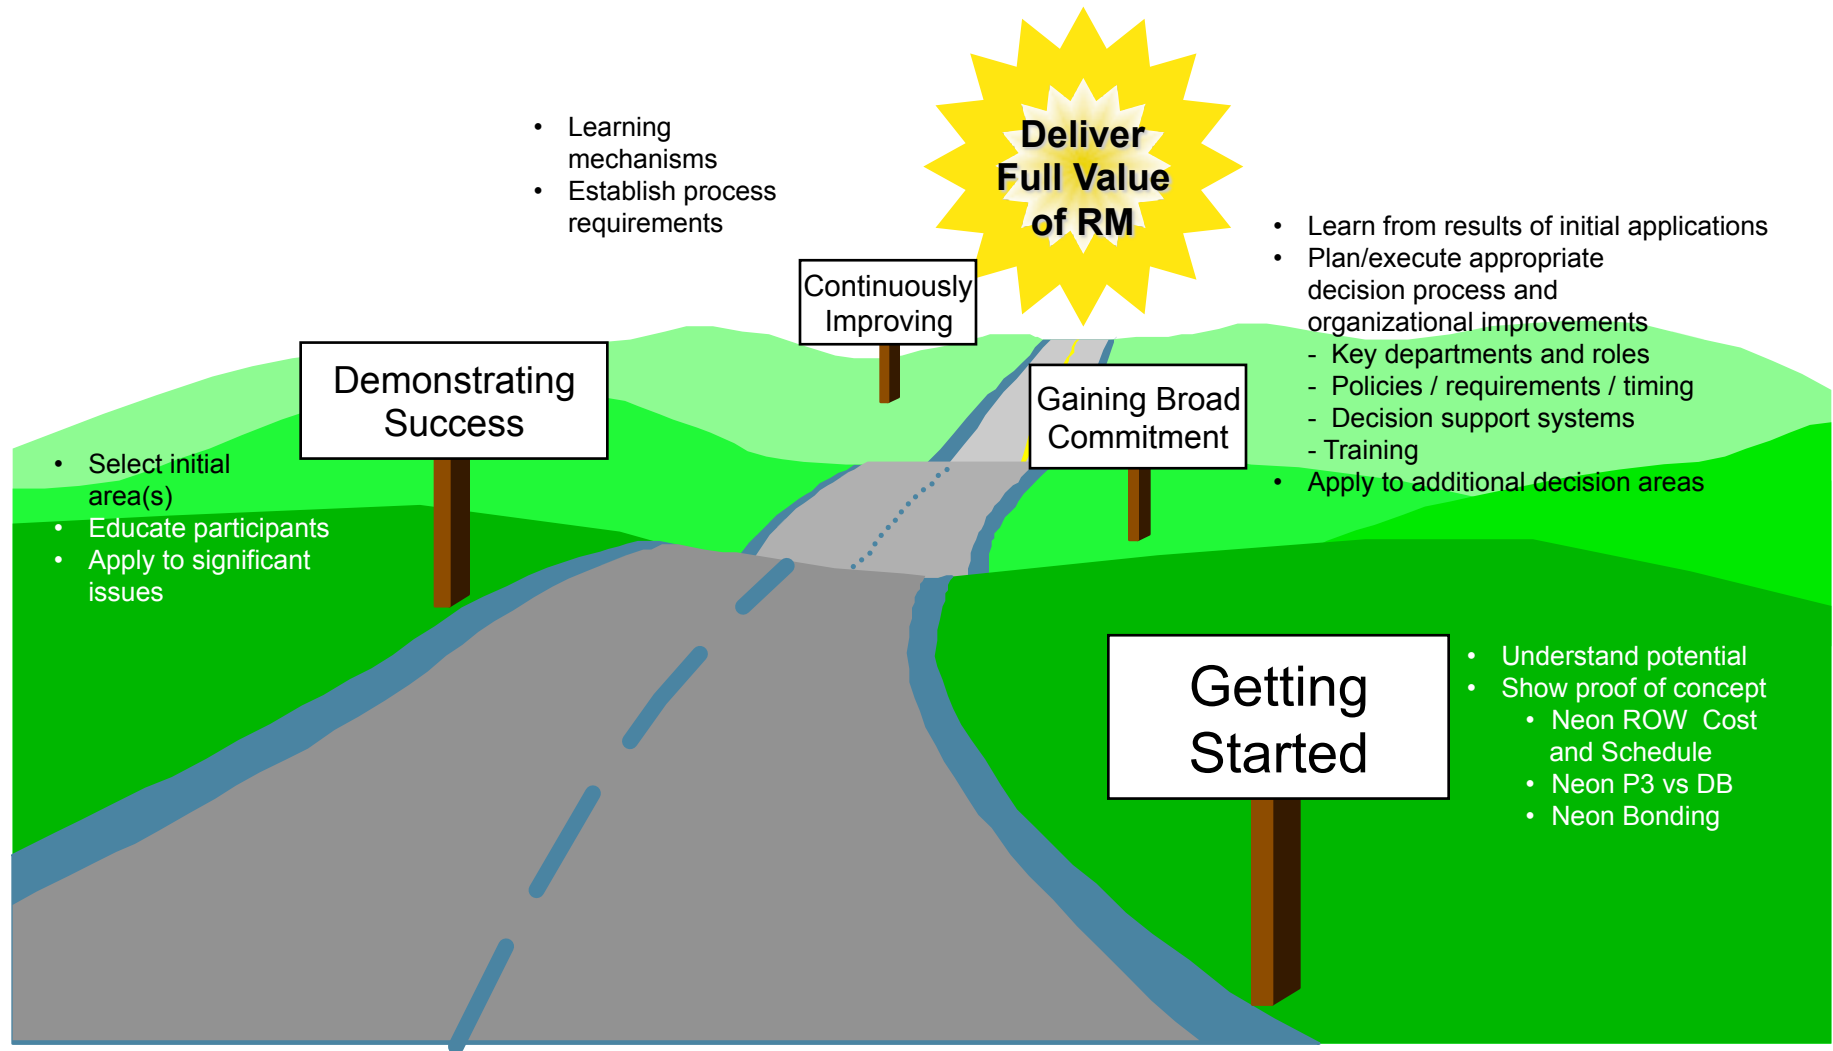 Deliver
Full Value
of RM
• Learning
mechanisms
• Establish process
requirements
Continuously
Improving
• Learn from results of initial applications
• Plan/execute appropriate
decision process and
organizational improvements
- Key departments and roles
- Policies / requirements / timing
- Decision support systems
- Training
• Apply to additional decision areas
Gaining Broad
Commitment
Demonstrating
Success
• Select initial
area(s)
• Educate participants
• Apply to significant
issues
Getting
Started
• Understand potential
• Show proof of concept
• Neon ROW Cost
and Schedule
• Neon P3 vs DB
• Neon Bonding